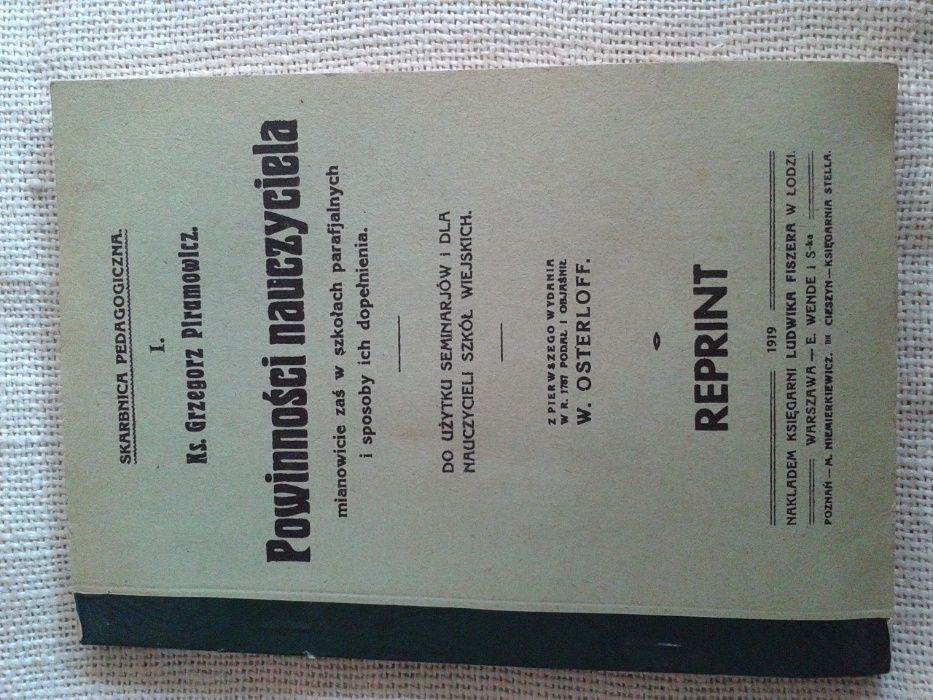 SKARBNICA PEDAGOGICZNA.
I.
Ks. Grzegorz Piramowicz.
Powinności nauczyciela
mianowicie zaś w szkołach parafjalnych
i sposoby ich dopełnienia.
DO UŻYTKU SEMINARJÓW i DLA
NAUCZYCIELI SZKÓŁ WIEJSKICH.
Z PIERWSZEGO WYDANIA
W R. 1787 PODAŁ I OBJAŚNIŁ
W. OSTERLOFF.
REPRINT
1919
NAKŁADEM KSIĘGARNI LUDWIKA FISZERA W ŁODZI.
WARSZAWA — E. WENDE i S-ka
POZNAŃ — M. NIEMIERKIEWICZ. CIESZYN — KSIĘGARNIA STELLA.